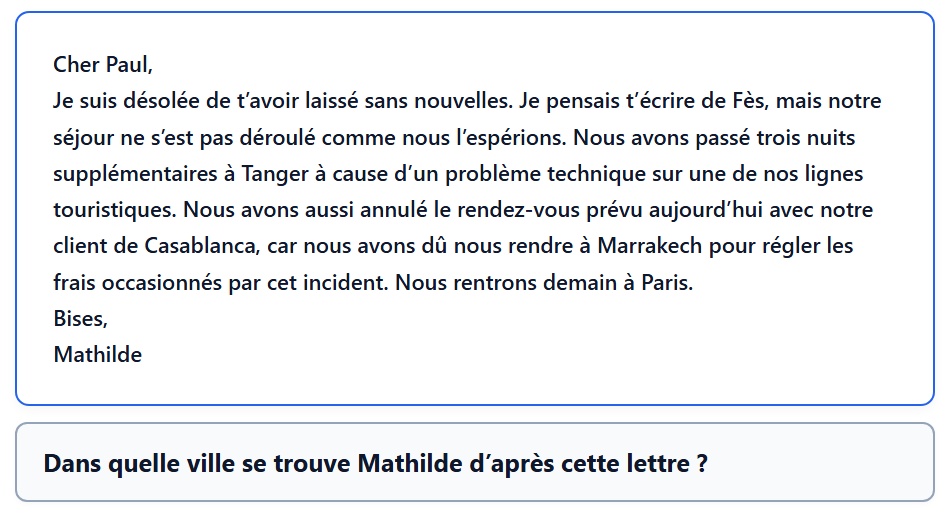 Cher Paul,
Je suis désolée de t’avoir laissé sans nouvelles. Je pensais t’écrire de Fès, mais notre
séjour ne s’est pas déroulé comme nous l’espérions. Nous avons passé trois nuits
supplémentaires à Tanger à cause d’un problème technique sur une de nos lignes
touristiques. Nous avons aussi annulé le rendez-vous prévu aujourd’hui avec notre
client de Casablanca, car nous avons dû nous rendre à Marrakech pour régler les
frais occasionnés par cet incident. Nous rentrons demain à Paris.
Bises,
Mathilde
Dans quelle ville se trouve Mathilde d’après cette lettre ?